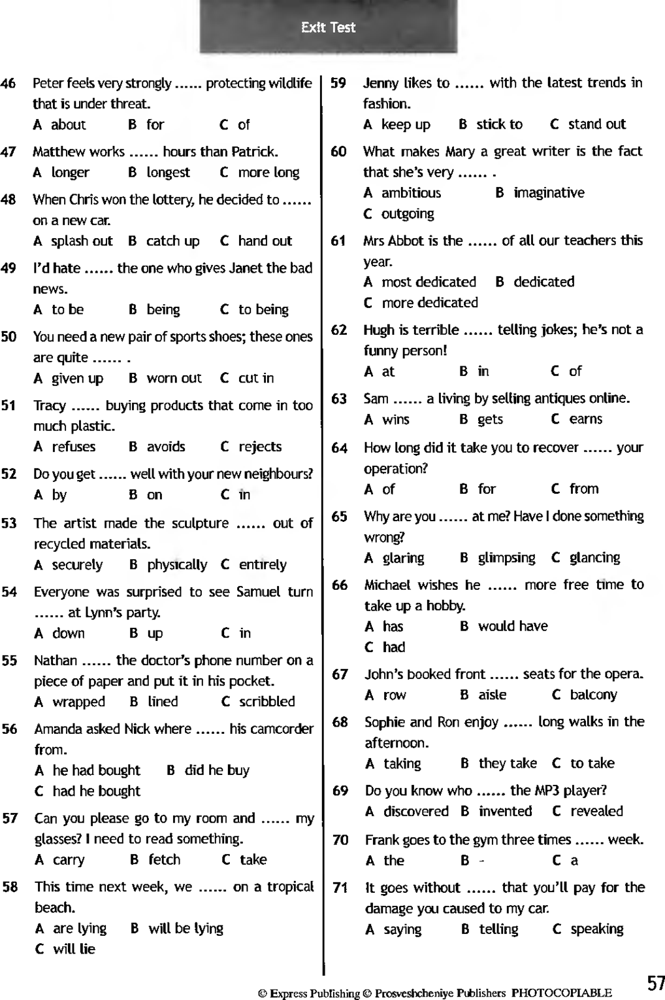 Exit Test
46 Peter feels very strongly ...... protecting wildlife
that is under threat.
A about B for C of
47 Matthew works ...... hours than Patrick.
A longer B longest C more long
48 When Chris won the lottery, he decided to ......
on a new car.
A splash out B catch up C hand out
49 I'd hate ...... the one who gives Janet the bad
news.
A to be B being C to being
50 You need a new pair of sports shoes; these ones
are quite ...... .
A given up B worn out C cut in
51 Tracy ...... buying products that come in too
much plastic.
A refuses B avoids C rejects
52 Do you get ...... well with your new neighbours?
A by B on C in
53 The artist made the sculpture ...... out of
recycled materials.
A securely B physically C entirely
54 Everyone was surprised to see Samuel turn
...... at Lynn's party.
A down B up C in
55 Nathan ...... the doctor's phone number on a
piece of paper and put it in his pocket.
A wrapped B lined C scribbled
56 Amanda asked Nick where ...... his camcorder
from.
A he had bought B did he buy
C had he bought
57 Can you please go to my room and ...... my
glasses? I need to read something.
A carry B fetch C take
58 This time next week, we ...... on a tropical
beach.
A are lying B will be lying
C will lie
59 Jenny likes to ...... with the latest trends in
fashion.
A keep up B stick to C stand out
60 What makes Mary a great writer is the fact
that she's very ...... .
A ambitious B imaginative
C outgoing
61 Mrs Abbot is the ...... of all our teachers this
year.
A most dedicated B dedicated
C more dedicated
62 Hugh is terrible ...... telling jokes; he's not a
funny person!
A at B in C of
63 Sam ...... a living by selling antiques online.
A wins B gets C earns
64 How long did it take you to recover ...... your
operation?
A of B for C from
65 Why are you ...... at me? Have I done something
wrong?
A glaring B glimpsing C glancing
66 Michael wishes he ...... more free time to
take up a hobby.
A has B would have
C had
67 John's booked front ...... seats for the opera.
A row B aisle C balcony
68 Sophie and Ron enjoy ...... long walks in the
afternoon.
A taking B they take C to take
69 Do you know who ...... the MP3 player?
A discovered B invented C revealed
70 Frank goes to the gym three times ...... week.
A the B - C a
71 It goes without ...... that you'll pay for the
damage you caused to my car.
A saying B telling C speaking
57
© Express Publishing © Prosveshcheniye Publishers PHOTOCOPIABLE